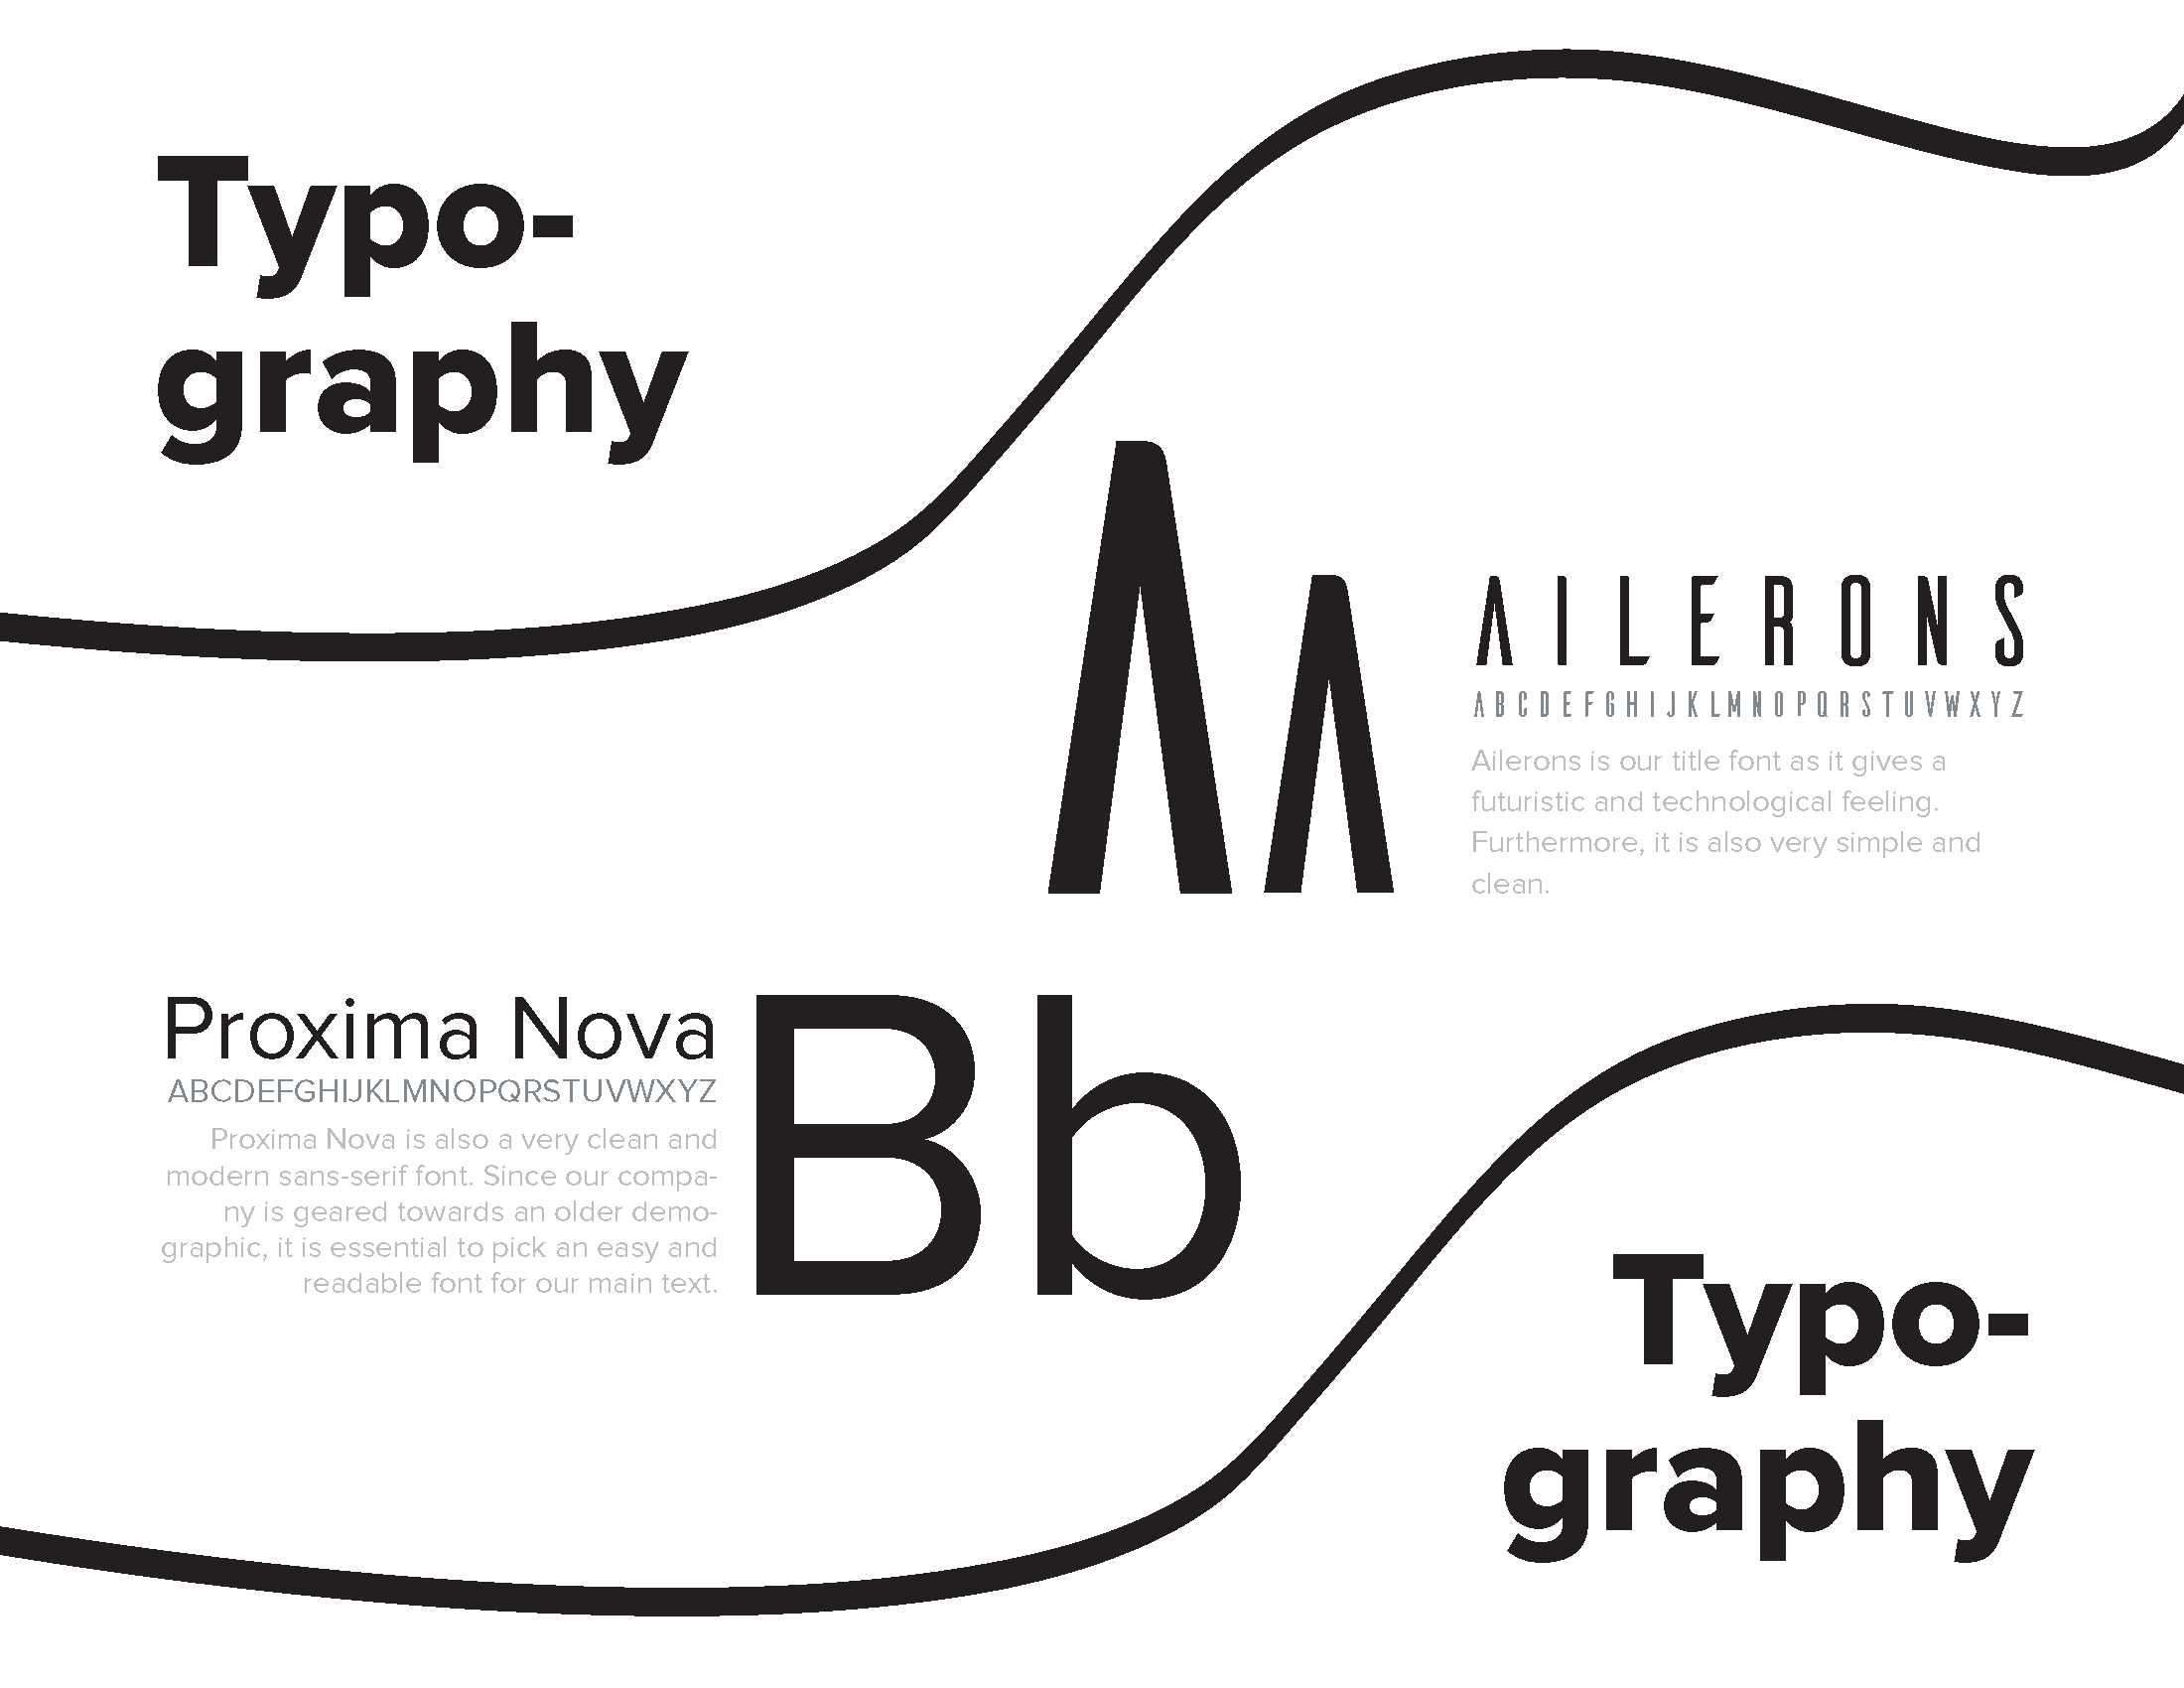 Typo-
graphy
Aa
AILERONS
ABCDEFGHIJKLMNOPQRSTUVWXYZ
Ailerons is our title font as it gives a
futuristic and technological feeling.
Furthermore, it is also very simple and
clean.
Proxima Nova
ABCDEFGHIJKLMNOPQRSTUVWXYZ
Proxima Nova is also a very clean and
modern sans-serif font. Since our compa-
ny is geared towards an older demo-
graphic, it is essential to pick an easy and
readable font for our main text.
Bb
Typo-
graphy